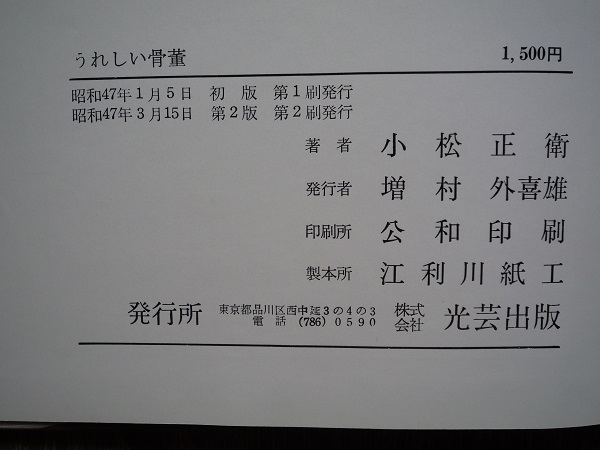 うれしい骨董 1,500円
昭和47年1月5日 初版 第1刷発行
昭和47年3月15日 第2版 第2刷発行
著者 小松正衛
発行者 増村外喜雄
印刷所 公和印刷
製本所 江利川紙工
発行所 東京都品川区西中延3の4の3 電話 (786) 0590 株式会社 光芸出版